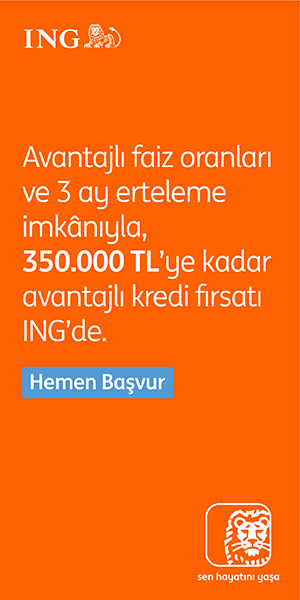 ING
Avantajlı faiz oranları
ve 3 ay erteleme
imkânıyla,
350.000 TL'ye kadar
avantajlı kredi fırsatı
ING'de.
Hemen Başvur
sen hayatını yaşa